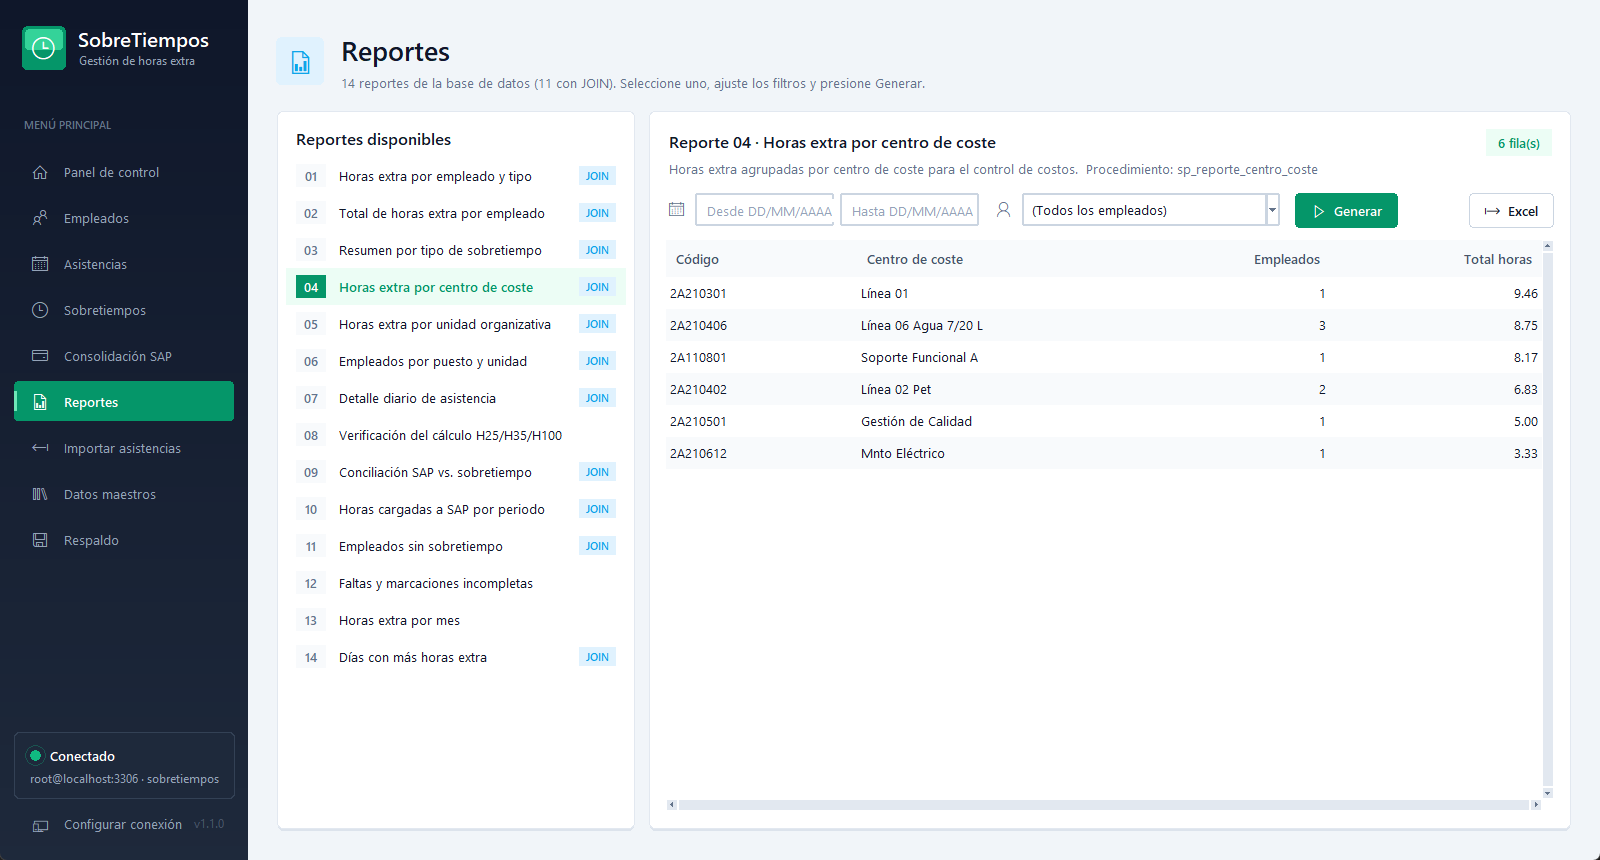 SobreTiempos
Gestión de horas extra
MENÚ PRINCIPAL
Panel de control
Empleados
Asistencias
Sobretiempos
Consolidación SAP
Reportes
Importar asistencias
Datos maestros
Respaldo
Conectado
root@localhost:3306 · sobretiempos
Configurar conexión v1.1.0
Reportes
14 reportes de la base de datos (11 con JOIN). Seleccione uno, ajuste los filtros y presione Generar.
Reportes disponibles
01 Horas extra por empleado y tipo JOIN
02 Total de horas extra por empleado JOIN
03 Resumen por tipo de sobretiempo JOIN
04 Horas extra por centro de coste JOIN
05 Horas extra por unidad organizativa JOIN
06 Empleados por puesto y unidad JOIN
07 Detalle diario de asistencia JOIN
08 Verificación del cálculo H25/H35/H100
09 Conciliación SAP vs. sobretiempo JOIN
10 Horas cargadas a SAP por periodo JOIN
11 Empleados sin sobretiempo JOIN
12 Faltas y marcaciones incompletas
13 Horas extra por mes
14 Días con más horas extra JOIN
Reporte 04 · Horas extra por centro de coste 6 fila(s)
Horas extra agrupadas por centro de coste para el control de costos. Procedimiento: sp_reporte_centro_coste
Desde DD/MM/AAAA Hasta DD/MM/AAAA (Todos los empleados) Generar Excel
Código Centro de coste Empleados Total horas
2A210301 Línea 01 1 9.46
2A210406 Línea 06 Agua 7/20 L 3 8.75
2A110801 Soporte Funcional A 1 8.17
2A210402 Línea 02 Pet 2 6.83
2A210501 Gestión de Calidad 1 5.00
2A210612 Mnto Eléctrico 1 3.33